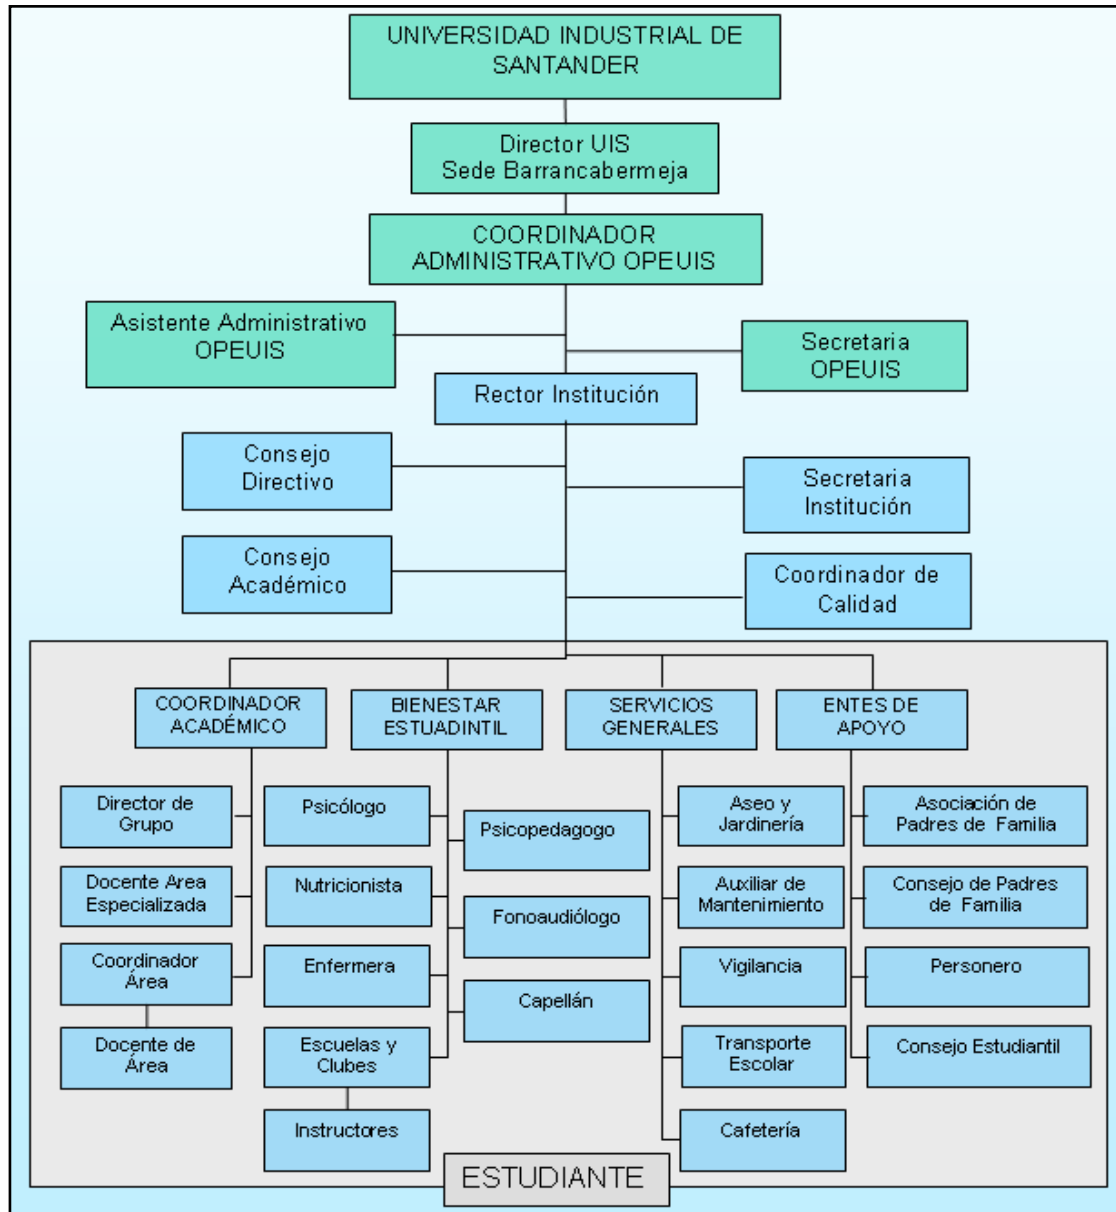 UNIVERSIDAD INDUSTRIAL DE
SANTANDER
Director UIS
Sede Barrancabermeja
COORDINADOR
ADMINISTRATIVO OPEUIS
Asistente Administrativo
OPEUIS
Secretaria
OPEUIS
Rector Institución
Consejo
Directivo
Secretaria
Institución
Consejo
Académico
Coordinador de
Calidad
COORDINADOR
ACADÉMICO
BIENESTAR
ESTUADINTIL
SERVICIOS
GENERALES
ENTES DE
APOYO
Director de
Grupo
Docente Area
Especializada
Coordinador
Área
Docente de
Área
Psicólogo
Nutricionista
Enfermera
Escuelas y
Clubes
Instructores
Psicopedagogo
Fonoaudiólogo
Capellán
Aseo y
Jardinería
Auxiliar de
Mantenimiento
Vigilancia
Transporte
Escolar
Cafetería
Asociación de
Padres de Familia
Consejo de Padres
de Familia
Personero
Consejo Estudiantil
ESTUDIANTE